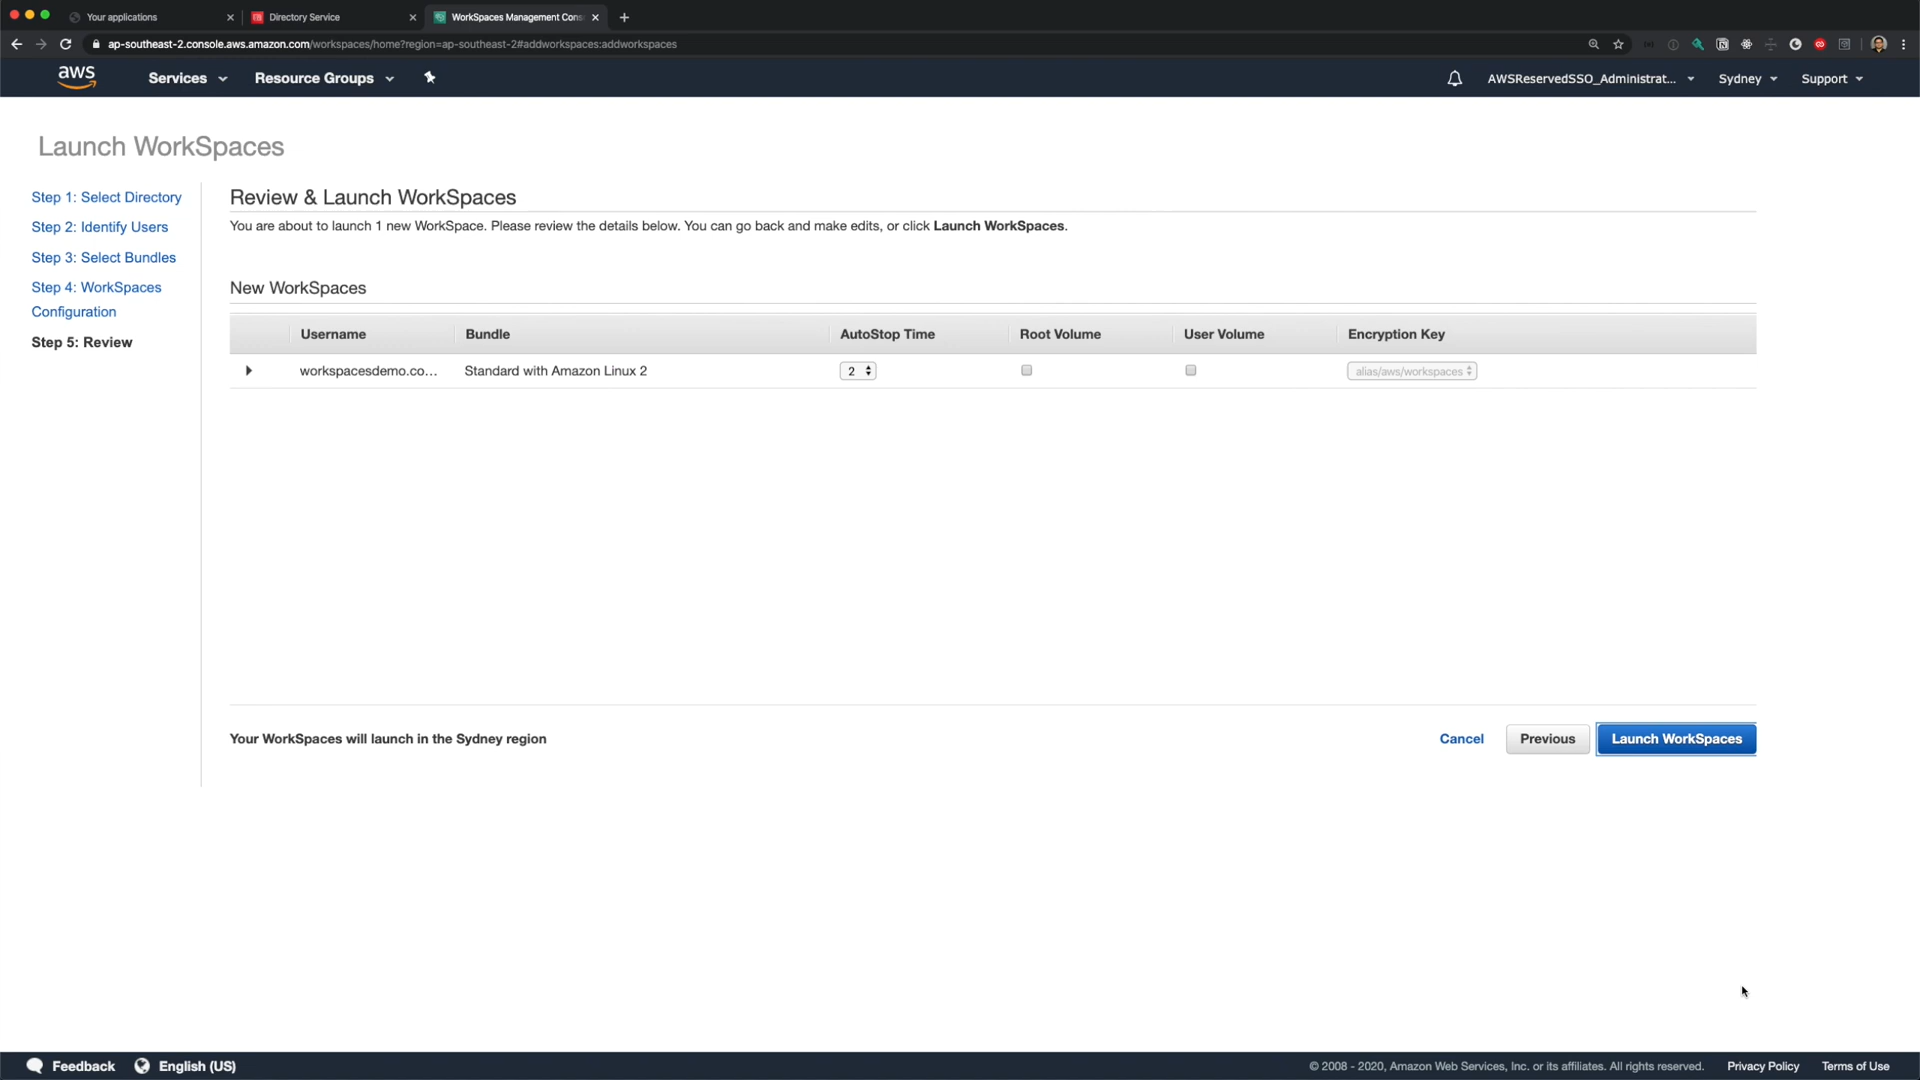 Your applications
Directory Service
WorkSpaces Management Cons
ap-southeast-2.console.aws.amazon.com/workspaces/home?region=ap-southeast-2#addworkspaces:addworkspaces
aws
Services
Resource Groups
AWSReservedSSO_Administrat...
Sydney
Support
Launch WorkSpaces
Step 1: Select Directory
Step 2: Identify Users
Step 3: Select Bundles
Step 4: WorkSpaces
Configuration
Step 5: Review
Review & Launch WorkSpaces
You are about to launch 1 new WorkSpace. Please review the details below. You can go back and make edits, or click Launch WorkSpaces.
New WorkSpaces
Username Bundle AutoStop Time Root Volume User Volume Encryption Key
workspacesdemo.co... Standard with Amazon Linux 2 2 alias/aws/workspaces
Your WorkSpaces will launch in the Sydney region
Cancel
Previous
Launch WorkSpaces
Feedback
English (US)
© 2008 - 2020, Amazon Web Services, Inc. or its affiliates. All rights reserved.
Privacy Policy
Terms of Use